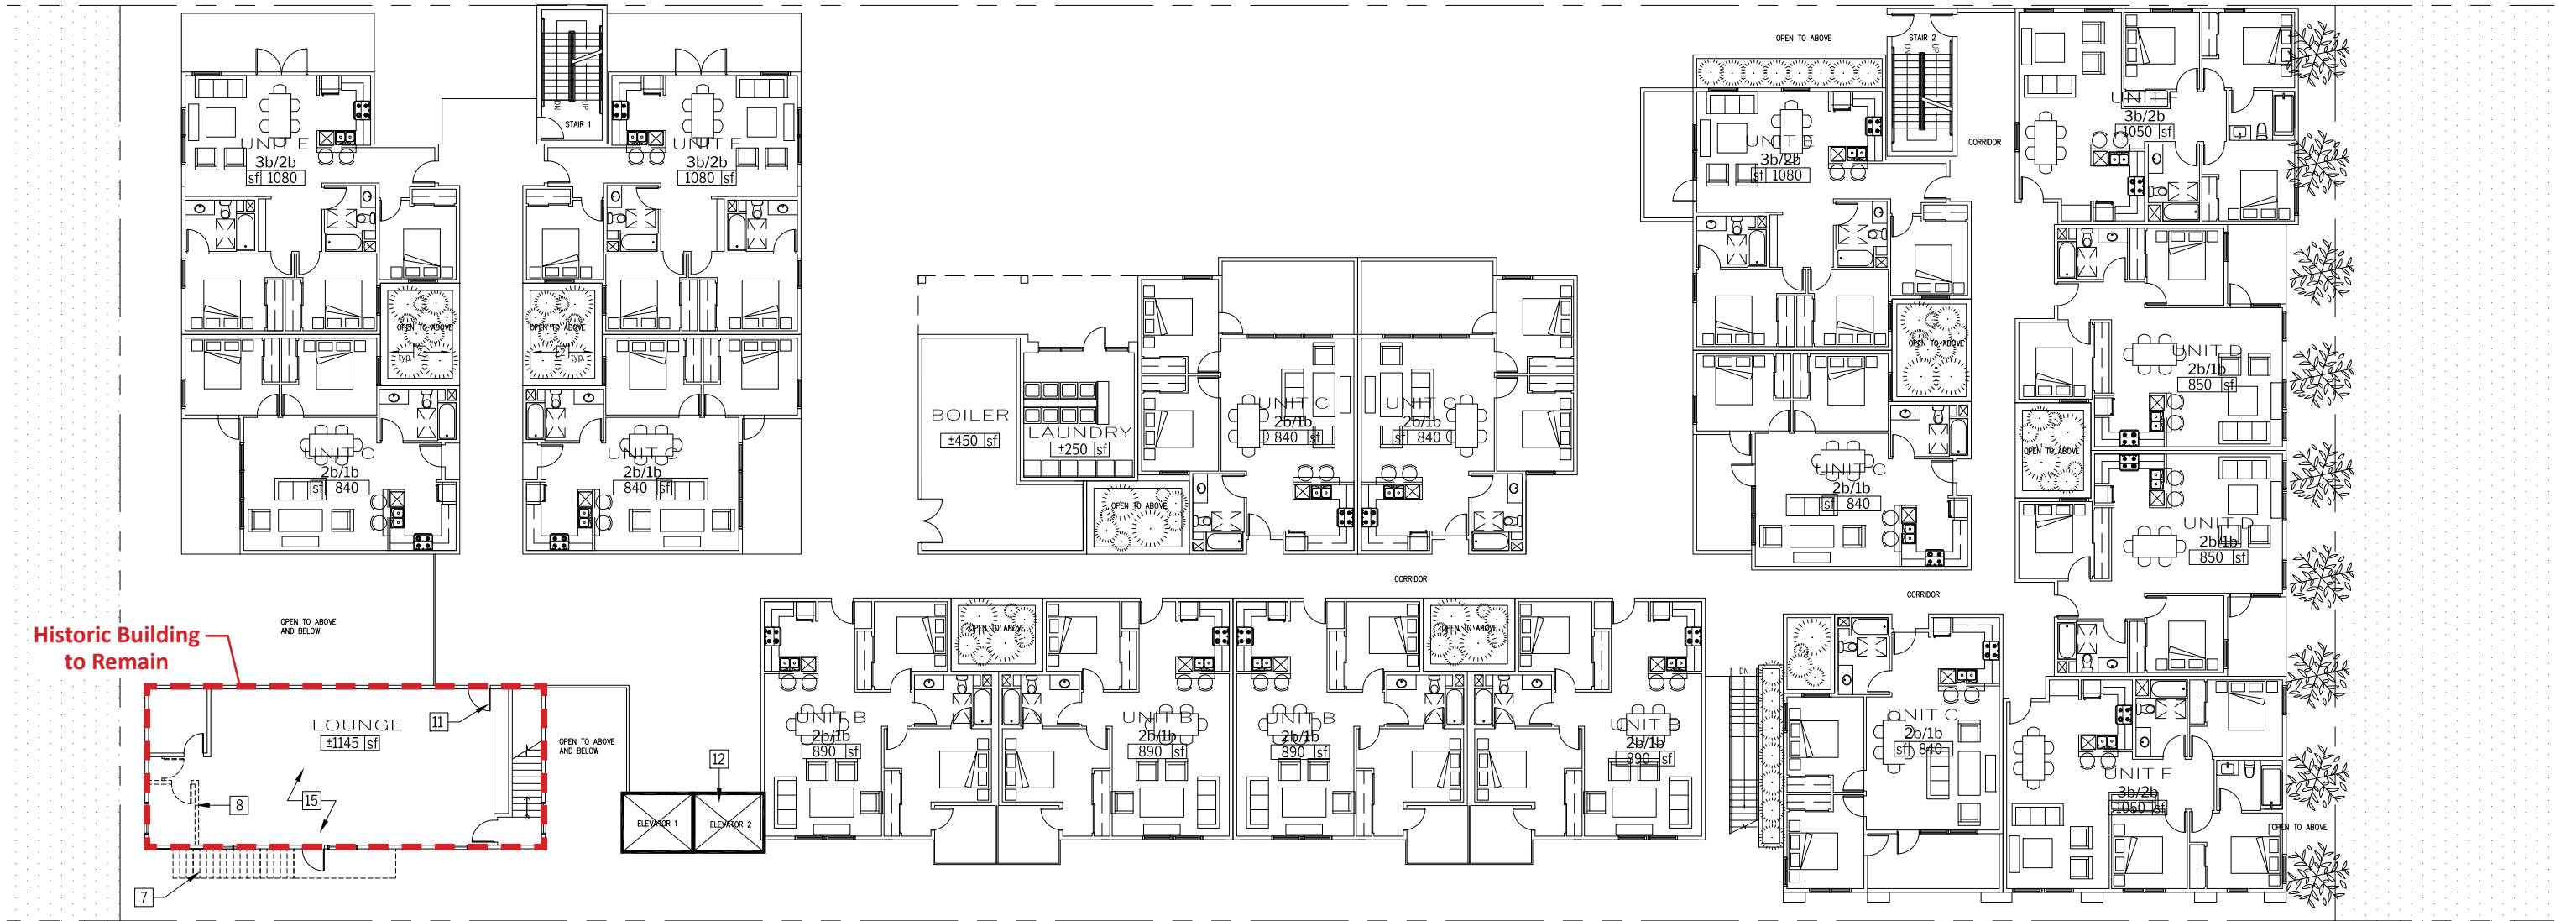 UNIT E
3b/2b
sf 1080
STAIR 1
DN
UP
UNIT E
3b/2b
1080 sf
OPEN TO ABOVE
2
typ.
OPEN TO ABOVE
2
typ.
UNIT C
2b/1b
sf 840
UNIT C
2b/1b
840 sf
OPEN TO ABOVE
AND BELOW
Historic Building
to Remain
LOUNGE
±1145 sf
11
15
8
7
OPEN TO ABOVE
AND BELOW
12
ELEVATOR 1
ELEVATOR 2
BOILER
±450 sf
LAUNDRY
±250 sf
OPEN TO ABOVE
UNIT C
2b/1b
840 sf
UNIT C
2b/1b
sf 840
CORRIDOR
OPEN TO ABOVE
OPEN TO ABOVE
UNIT B
2b/1b
890 sf
UNIT B
2b/1b
890 sf
UNIT B
2b/1b
890 sf
UNIT B
2b/1b
890 sf
OPEN TO ABOVE
STAIR 2
DN
UP
CORRIDOR
UNIT E
3b/2b
sf 1080
OPEN TO ABOVE
UNIT C
2b/1b
sf 840
UNIT F
3b/2b
1050 sf
UNIT D
2b/1b
850 sf
OPEN TO ABOVE
UNIT D
2b/1b
850 sf
CORRIDOR
DN
UNIT C
2b/1b
sf 840
UNIT F
3b/2b
1050 sf
OPEN TO ABOVE